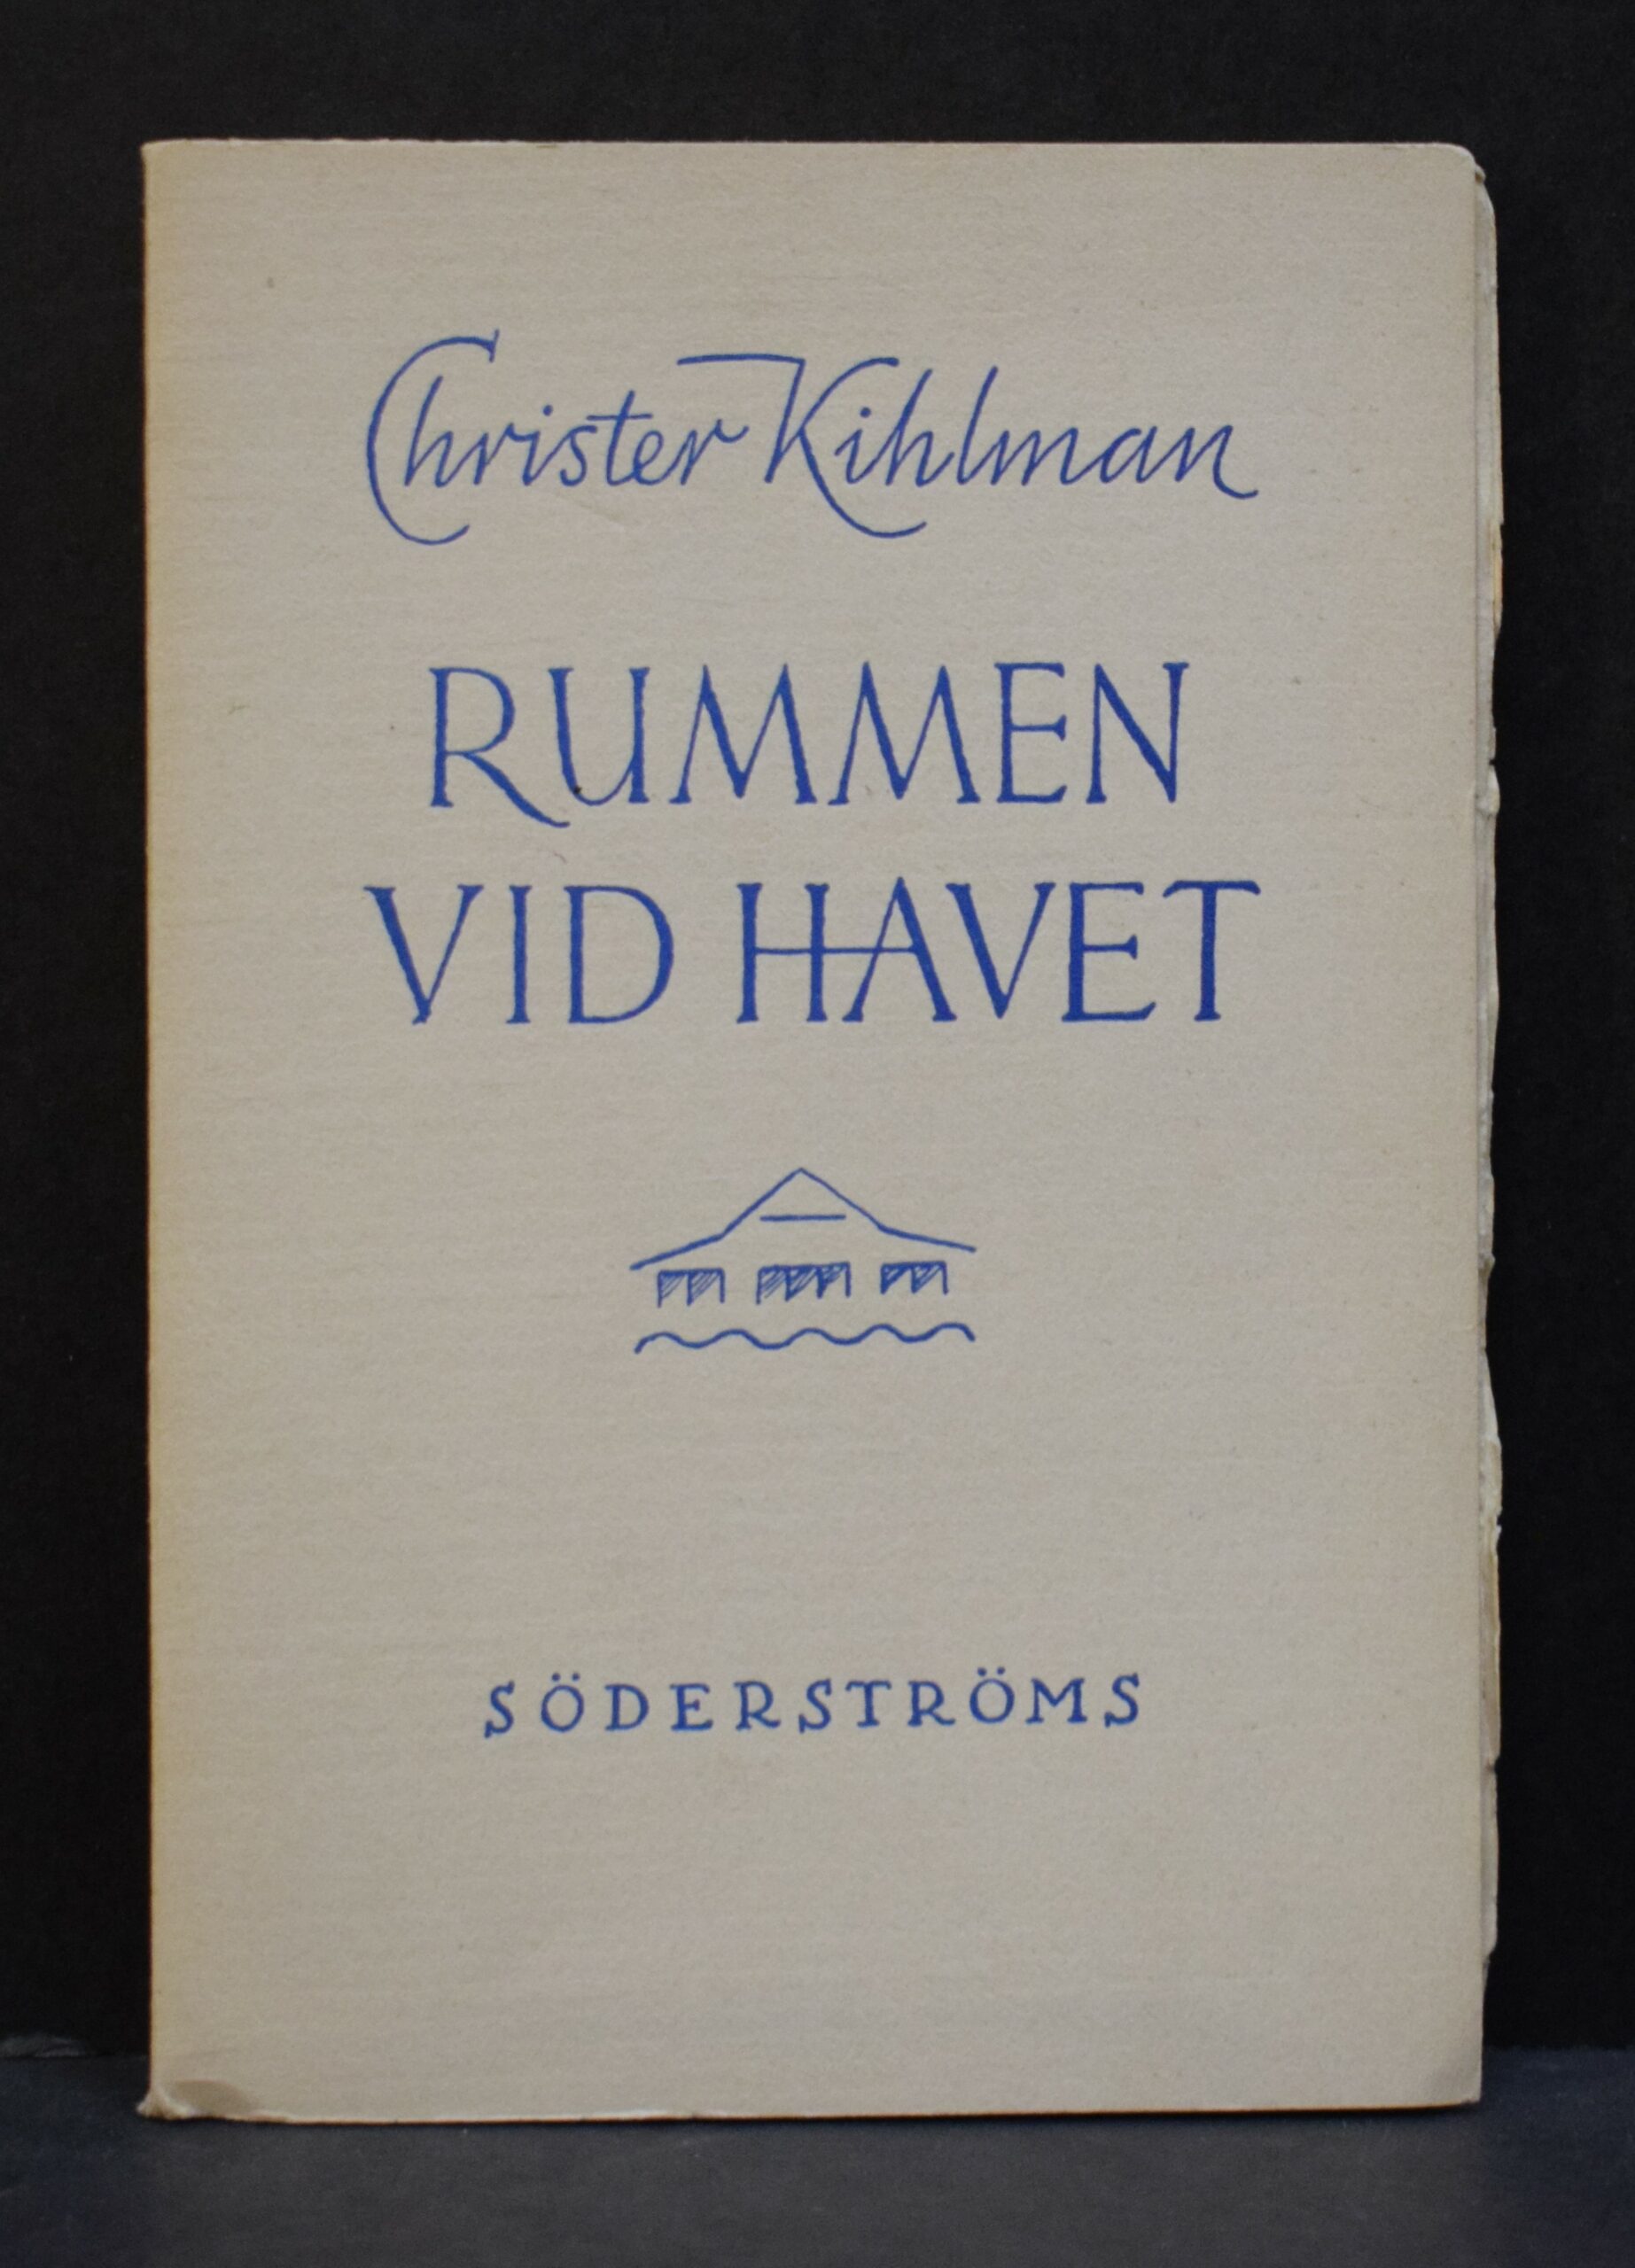 Christer Kihlman
RUMMEN
VID HAVET
SÖDERSTRÖMS